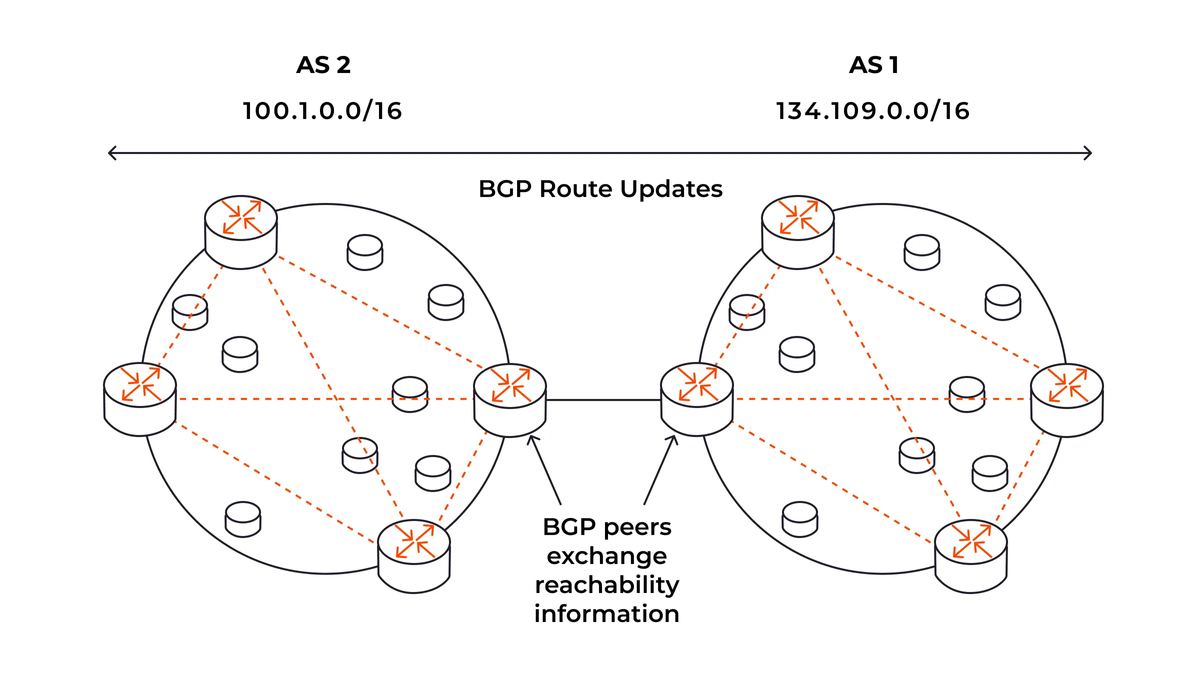 AS 2
100.1.0.0/16
AS 1
134.109.0.0/16
BGP Route Updates
BGP peers
exchange
reachability
information